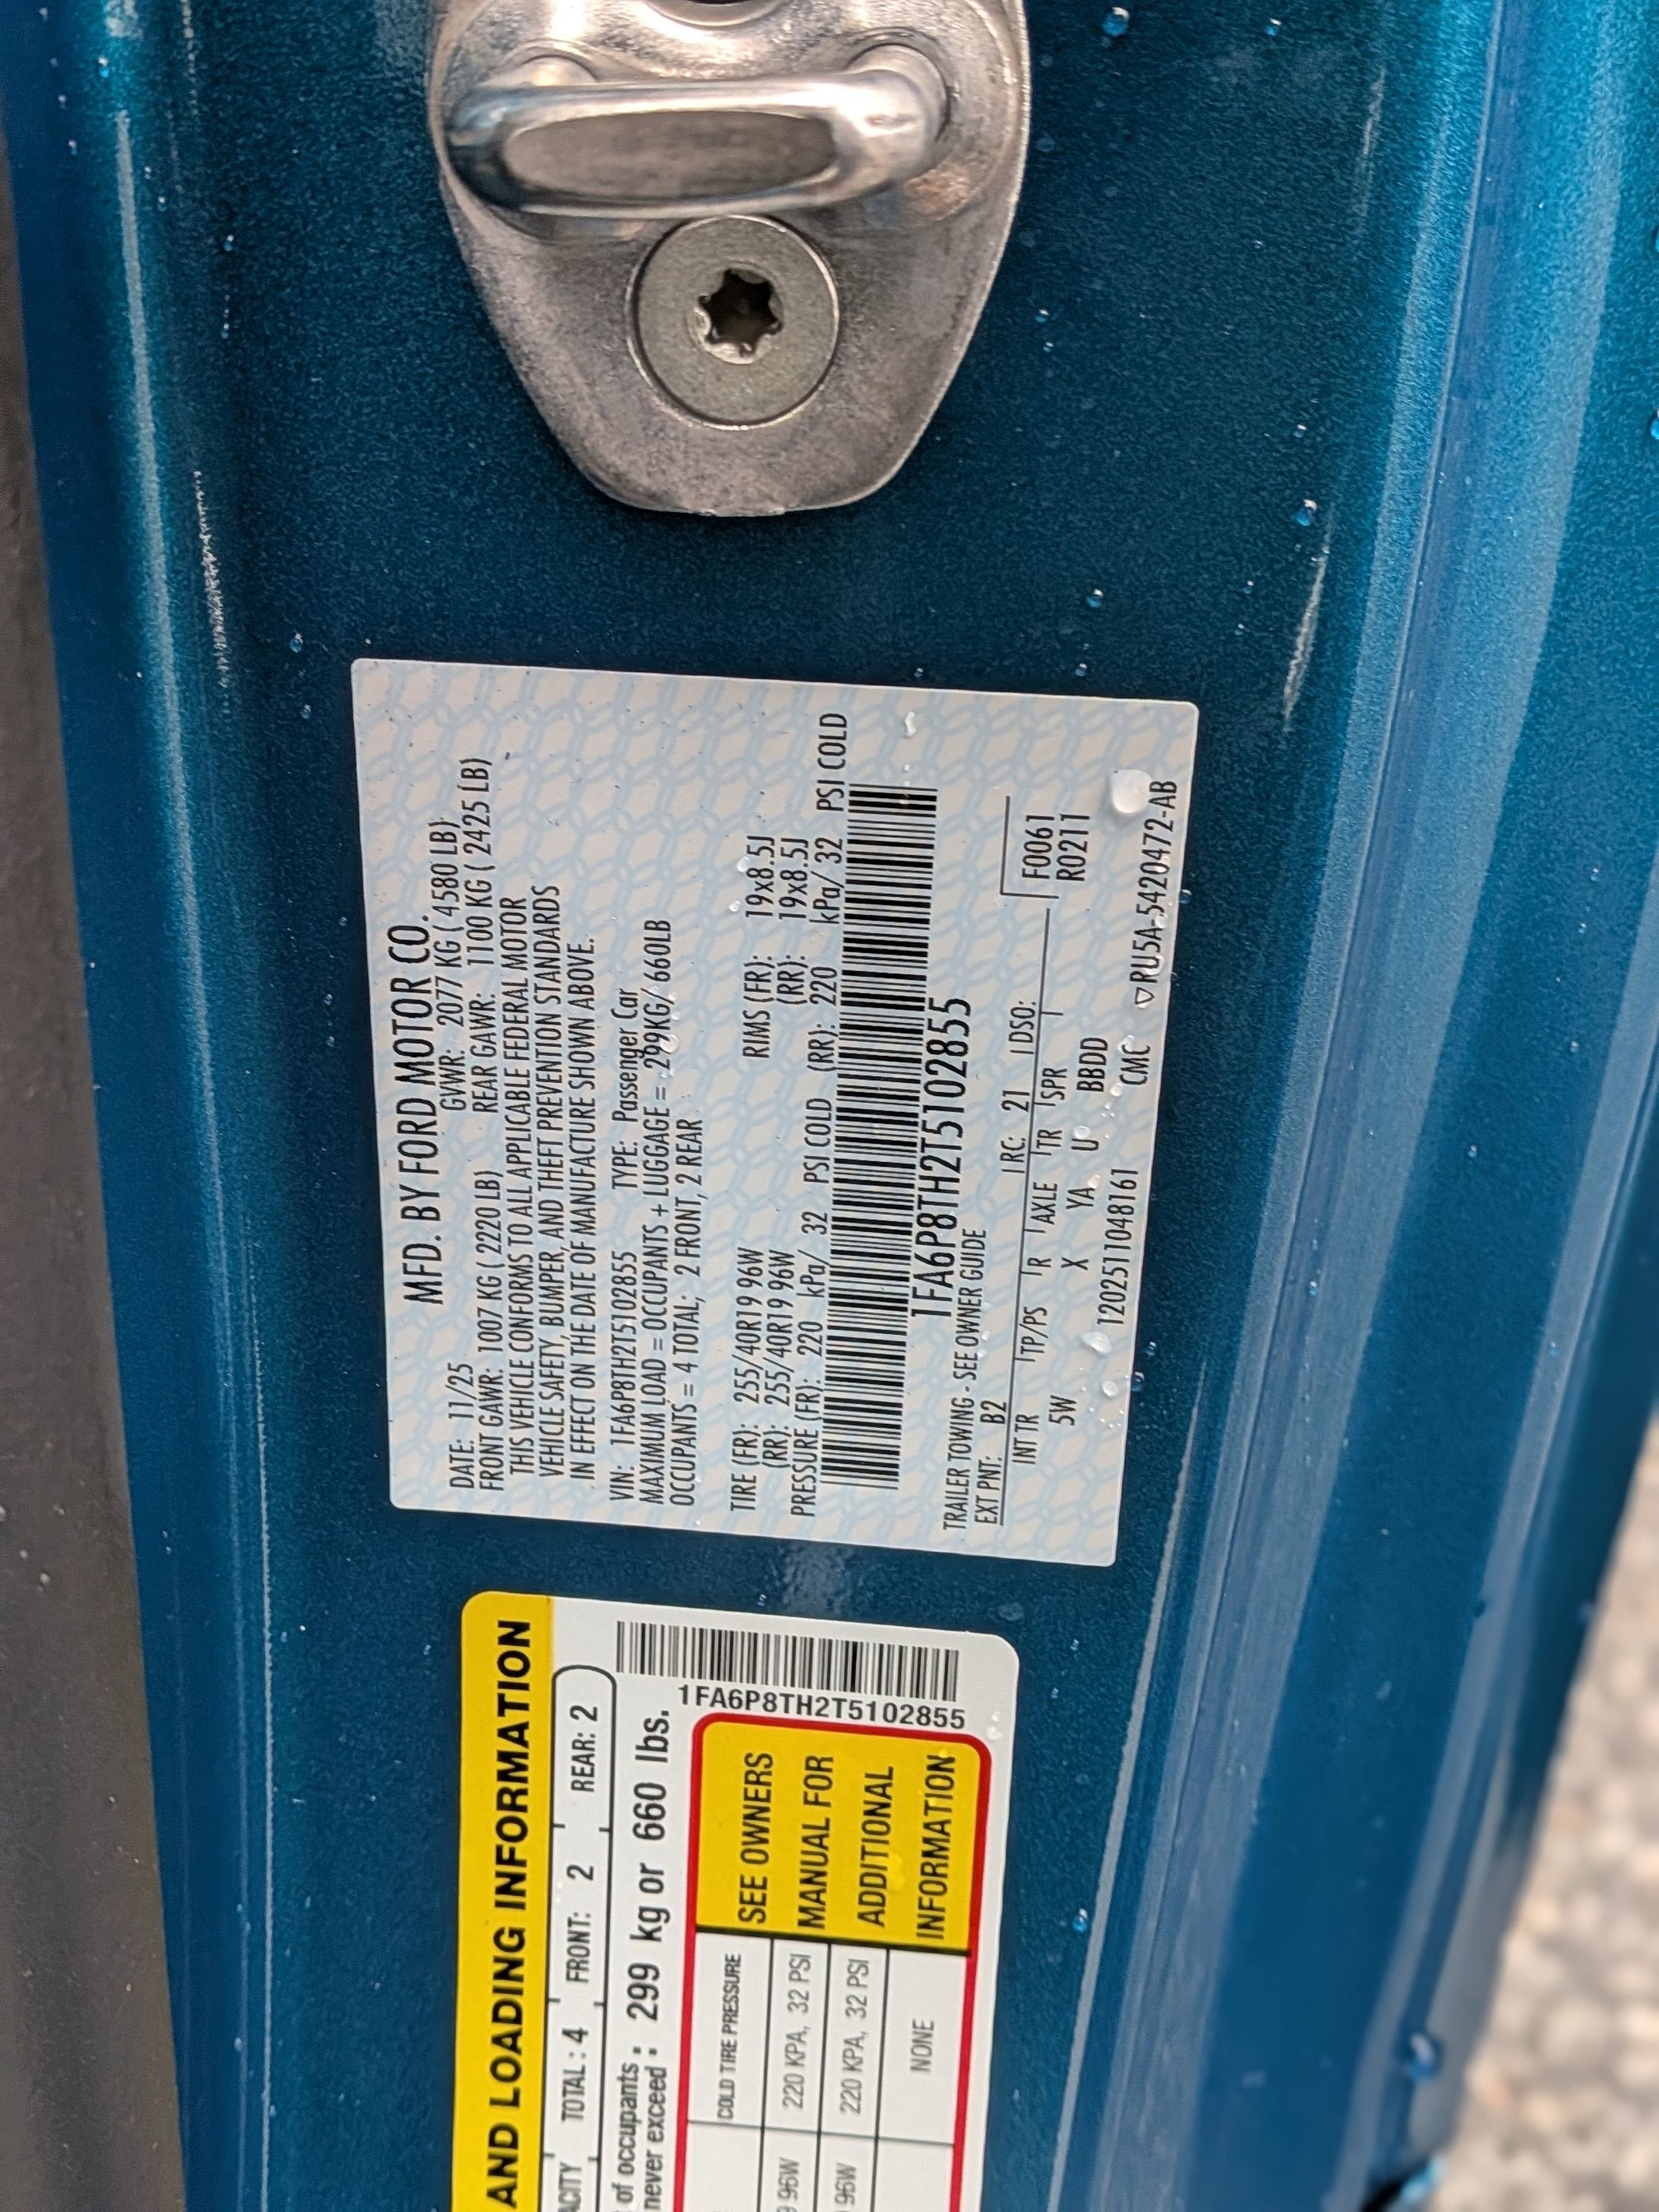 MFD. BY FORD MOTOR CO.
DATE: 11/25 GVWR: 2077 KG ( 4580 LB)
FRONT GAWR: 1007 KG ( 2220 LB) REAR GAWR: 1100 KG ( 2425 LB)
THIS VEHICLE CONFORMS TO ALL APPLICABLE FEDERAL MOTOR
VEHICLE SAFETY, BUMPER, AND THEFT PREVENTION STANDARDS
IN EFFECT ON THE DATE OF MANUFACTURE SHOWN ABOVE.
VIN: 1FA6P8TH2T5102855 TYPE: Passenger Car
MAXIMUM LOAD = OCCUPANTS + LUGGAGE = 299KG/ 660LB
OCCUPANTS = 4 TOTAL; 2 FRONT, 2 REAR
TIRE (FR): 255/40R19 96W RIMS (FR): 19x8.5J
(RR): 255/40R19 96W (RR): 19x8.5J
PRESSURE (FR): 220 kPa/ 32 PSI COLD (RR): 220 kPa/ 32 PSI COLD
1FA6P8TH2T5102855
TRAILER TOWING - SEE OWNER GUIDE
EXT PNT: B2 RC: 21 DSO:
INT TR TP/PS R AXLE TR SPR F0061
5W X YA U BBDD R0211
1202511048161 CMC ▽RU5A-5420472-AB
AND LOADING INFORMATION
TOTAL : 4 FRONT: 2 REAR: 2
of occupants :
never exceed : 299 kg or 660 lbs.
1FA6P8TH2T5102855
COLD TIRE PRESSURE
96W 220 KPA, 32 PSI
96W 220 KPA, 32 PSI
NONE
SEE OWNERS
MANUAL FOR
ADDITIONAL
INFORMATION